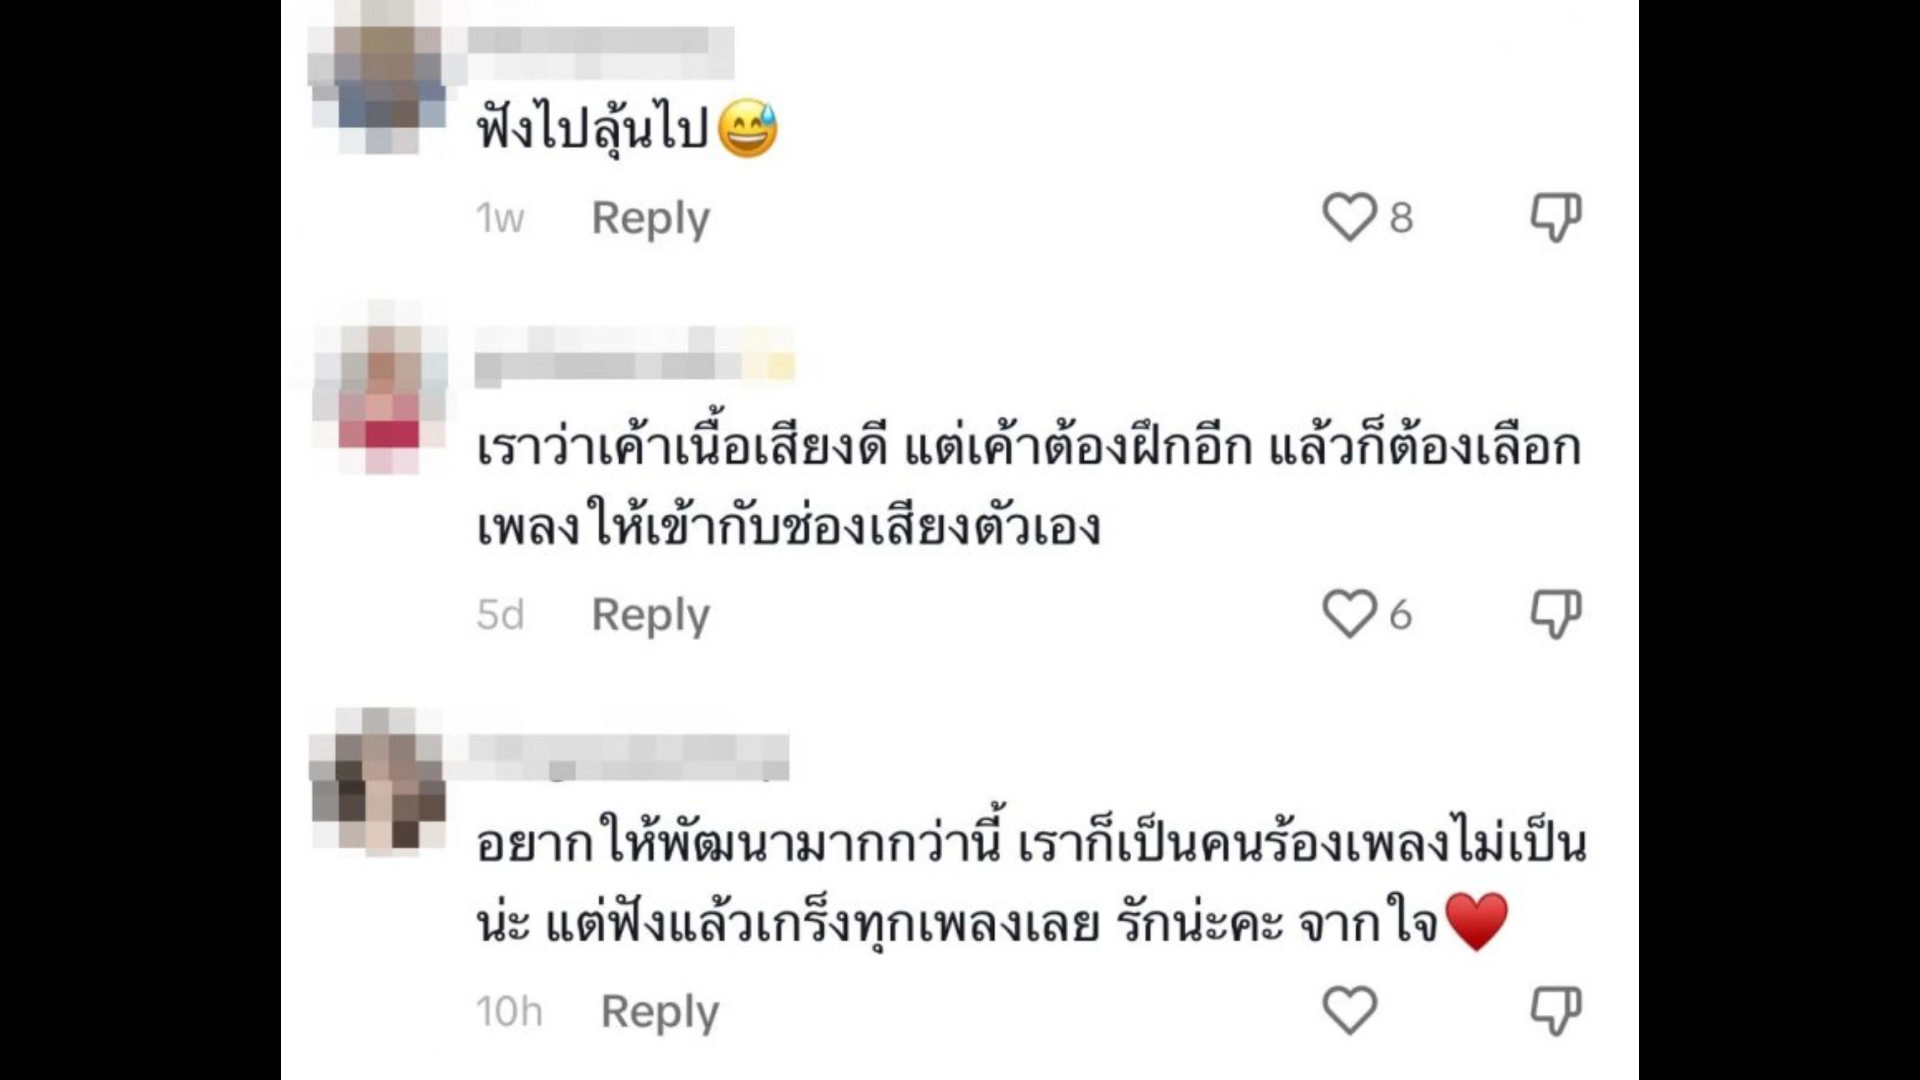 ฟังไปลุ้นไป😅
1w Reply 8
เราว่าเค้าเนื้อเสียงดี แต่เค้าต้องฝึกอีก แล้วก็ต้องเลือก
เพลงให้เข้ากับช่องเสียงตัวเอง
5d Reply 6
อยากให้พัฒนามากกว่านี้ เราก็เป็นคนร้องเพลงไม่เป็น
น่ะ แต่ฟังแล้วเกร็งทุกเพลงเลย รักน่ะคะ จากใจ♥️
10h Reply